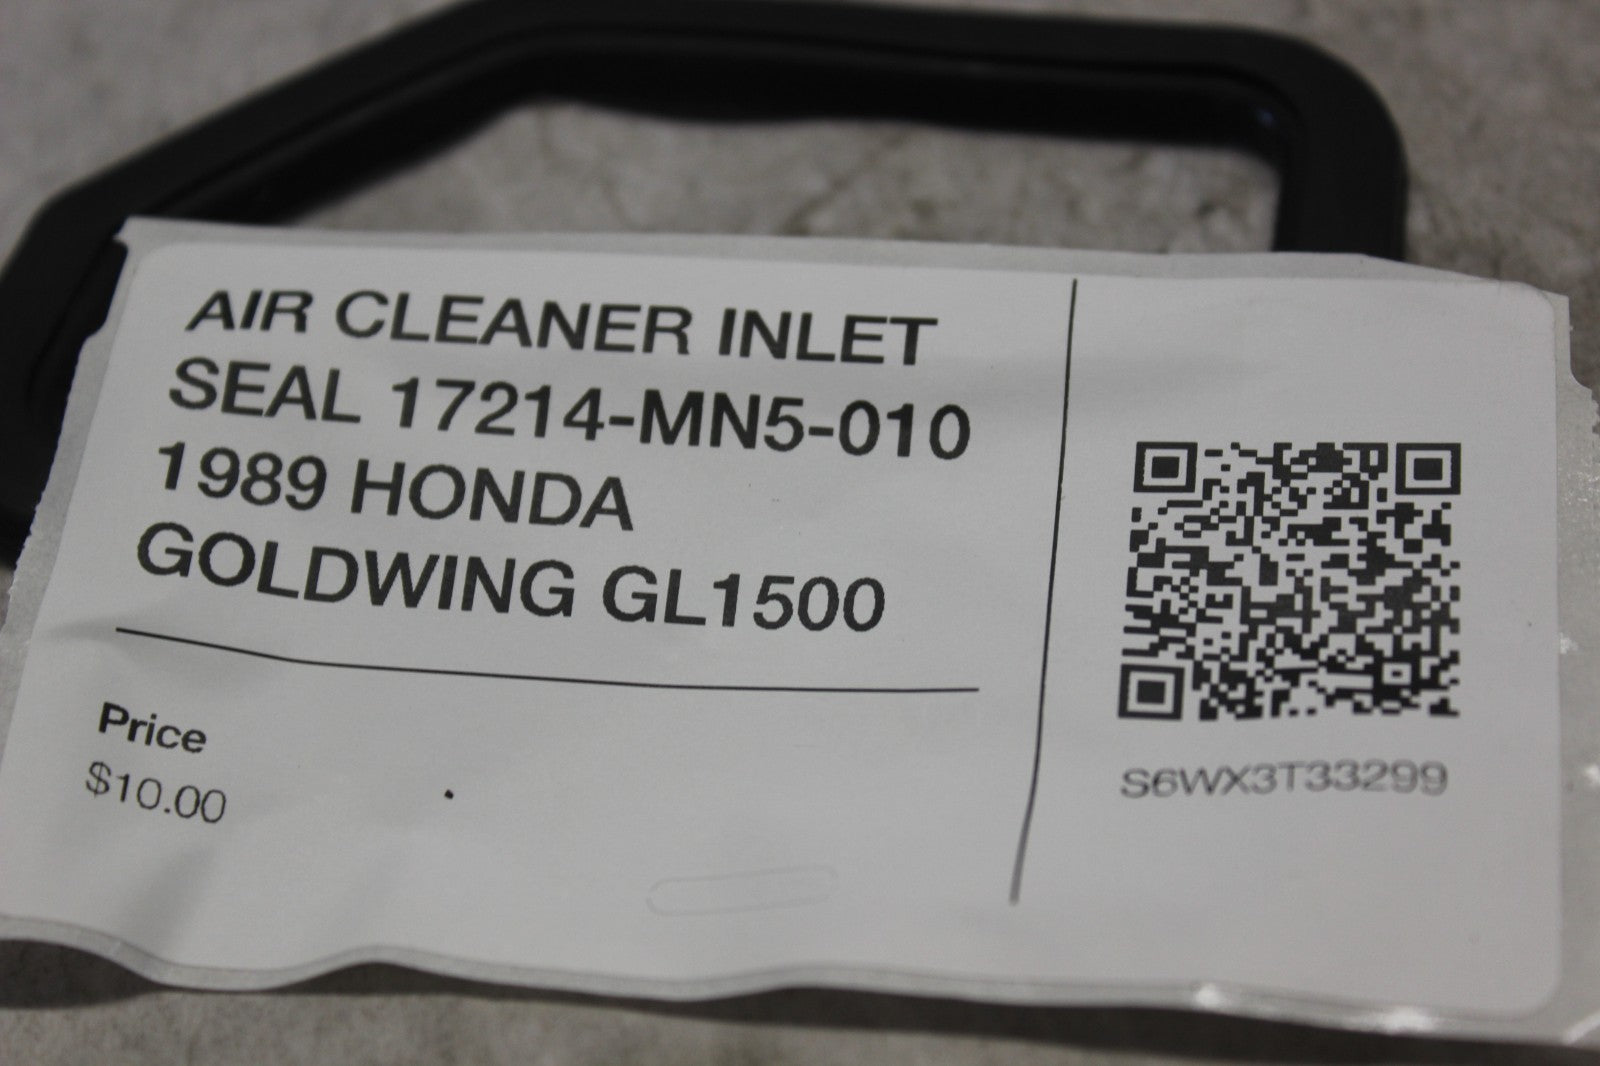 AIR CLEANER INLET
SEAL 17214-MN5-010
1989 HONDA
GOLDWING GL1500
Price
$10.00
S6WX3T33299